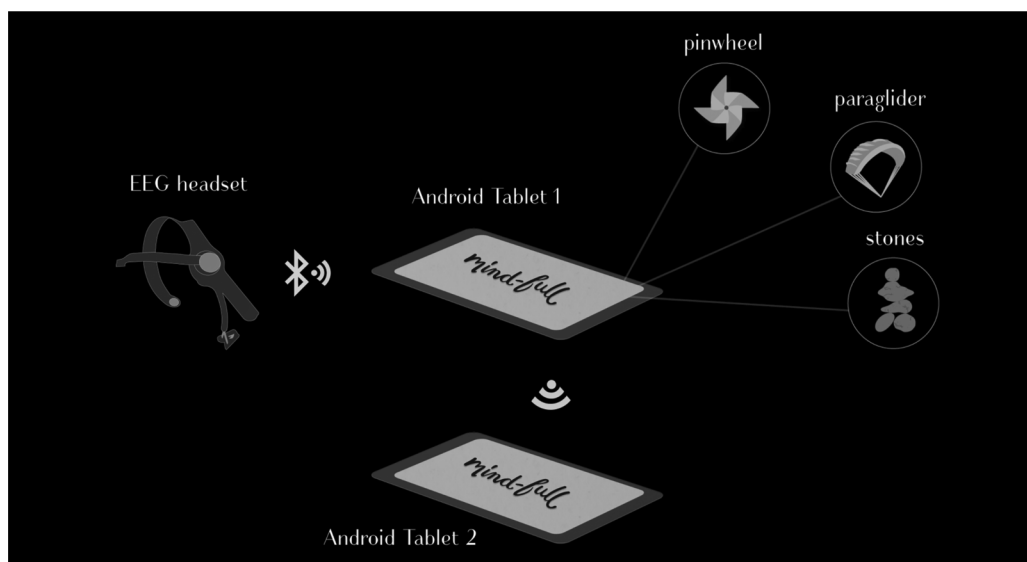 pinwheel
paraglider
EEG headset
Android Tablet 1
stones
mind-full
mind-full
Android Tablet 2